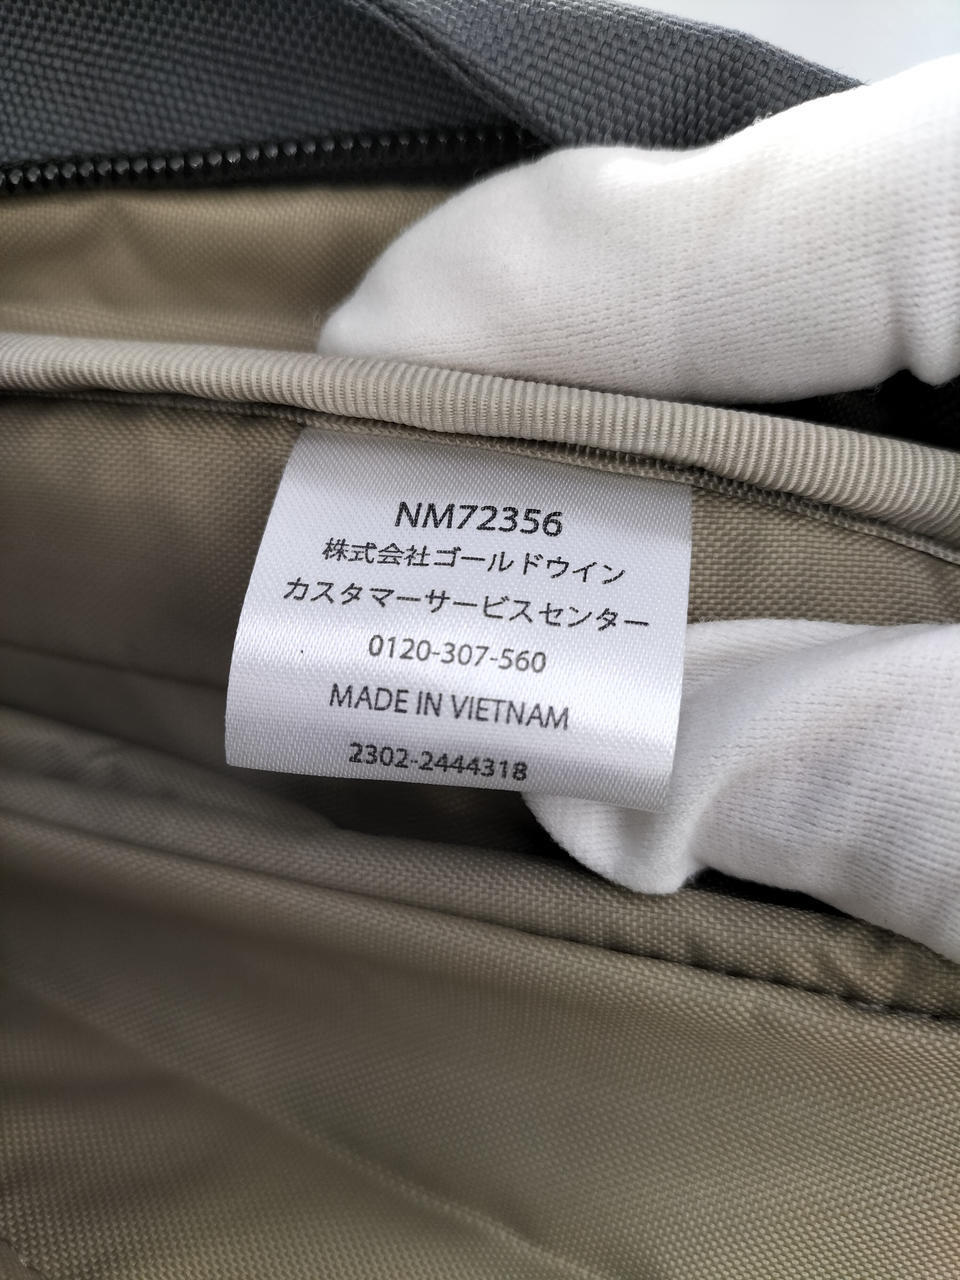 NM72356
株式会社ゴールドウイン
カスタマーサービスセンター
0120-307-560
MADE IN VIETNAM
2302-2444318